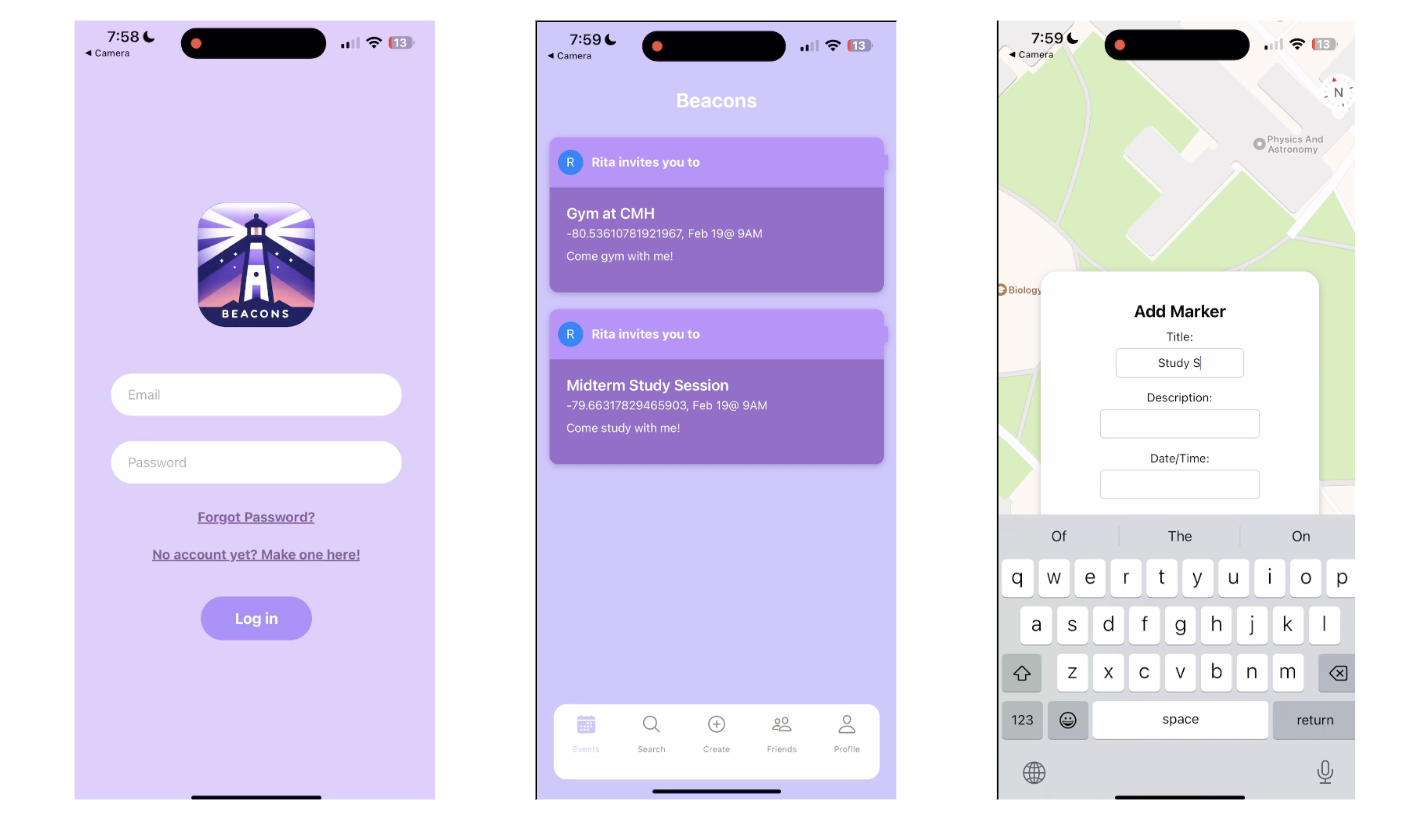 7:58
◀ Camera
13
BEACONS
Email
Password
Forgot Password?
No account yet? Make one here!
Log in
7:59
◀ Camera
13
Beacons
R
Rita invites you to
Gym at CMH
-80.53610781921967, Feb 19@ 9AM
Come gym with me!
R
Rita invites you to
Midterm Study Session
-79.66317829465903, Feb 19@ 9AM
Come study with me!
Events
Search
Create
Friends
Profile
7:59
◀ Camera
13
N
Physics And
Astronomy
Biology
Add Marker
Title:
Study S
Description:
Date/Time:
Of The On
q w e r t y u i o p
a s d f g h j k l
z x c v b n m
123 space return